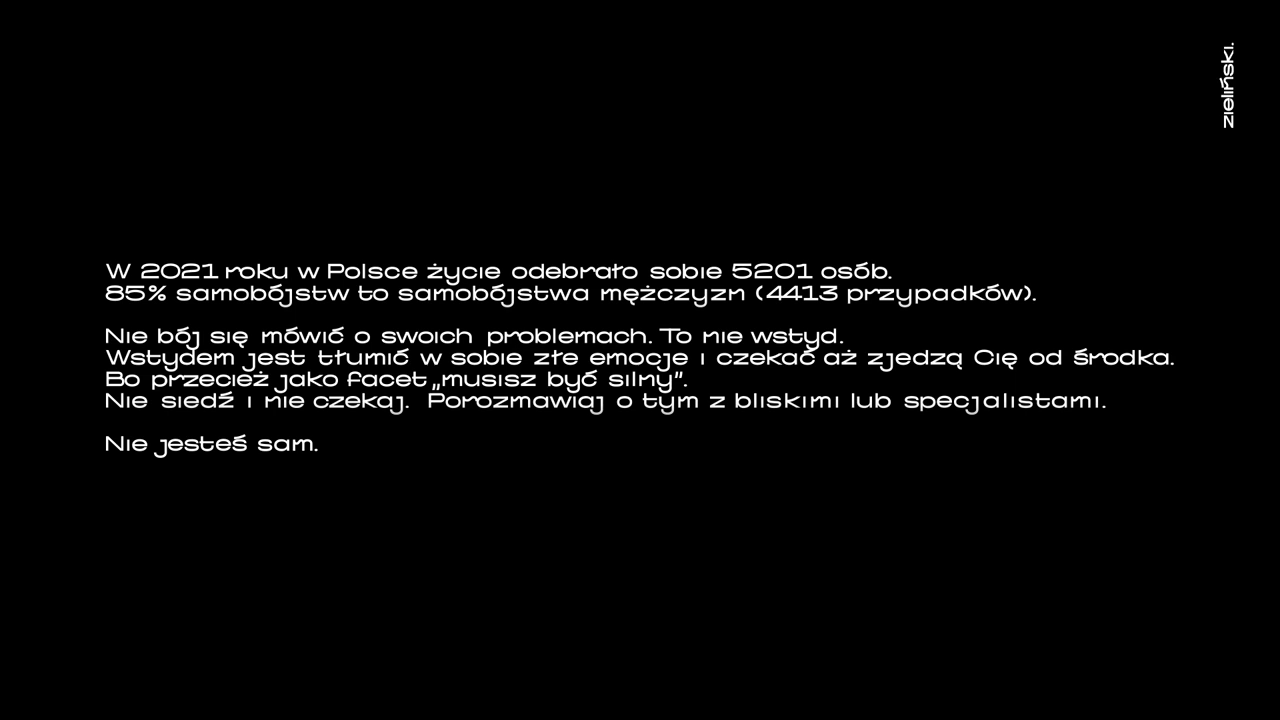 zieliński.
W 2021 roku w Polsce życie odebrało sobie 5201 osób.
85% samobójstw to samobójstwa mężczyzn (4413 przypadków).
Nie bój się mówić o swoich problemach. To nie wstyd.
Wstydem jest tłumić w sobie złe emocje i czekać aż zjedzą Cię od środka.
Bo przecież jako facet „musisz być silny”.
Nie siedź i nie czekaj. Porozmawiaj o tym z bliskimi lub specjalistami.
Nie jesteś sam.